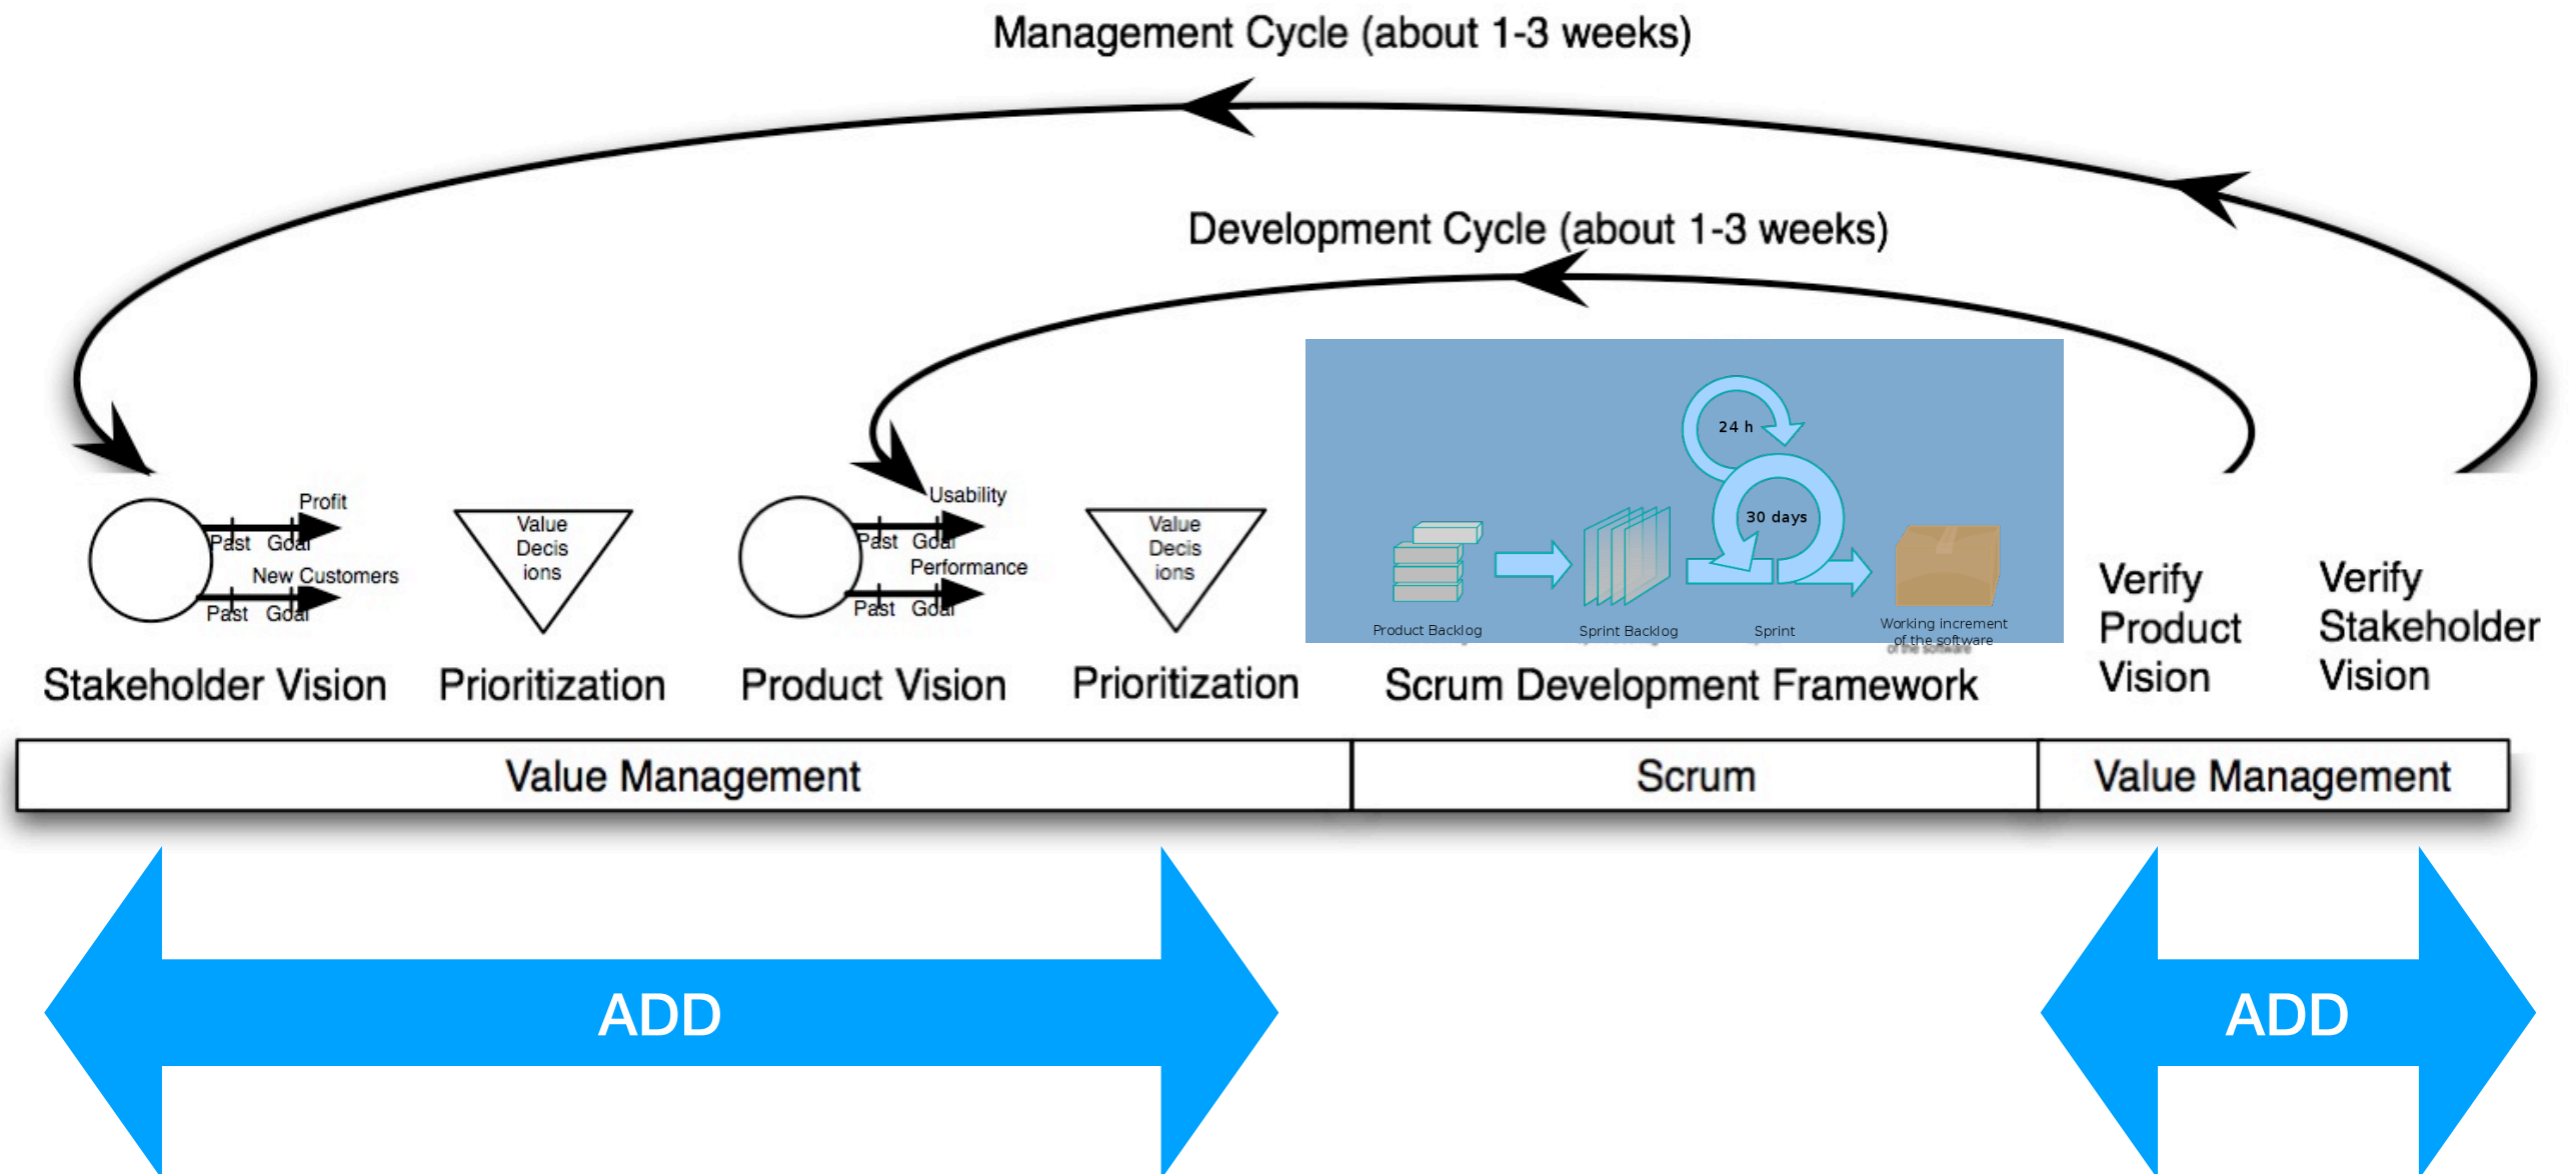 Management Cycle (about 1-3 weeks)
Development Cycle (about 1-3 weeks)
Profit
Past Goal
New Customers
Past Goal
Stakeholder Vision
Value
Decis
ions
Prioritization
Usability
Past Goal
Performance
Past Goal
Product Vision
Value
Decis
ions
Prioritization
24 h
30 days
Product Backlog
Sprint Backlog
Sprint
Working increment
of the software
of the software
Scrum Development Framework
Verify
Product
Vision
Verify
Stakeholder
Vision
Value Management
Scrum
Value Management
ADD
ADD